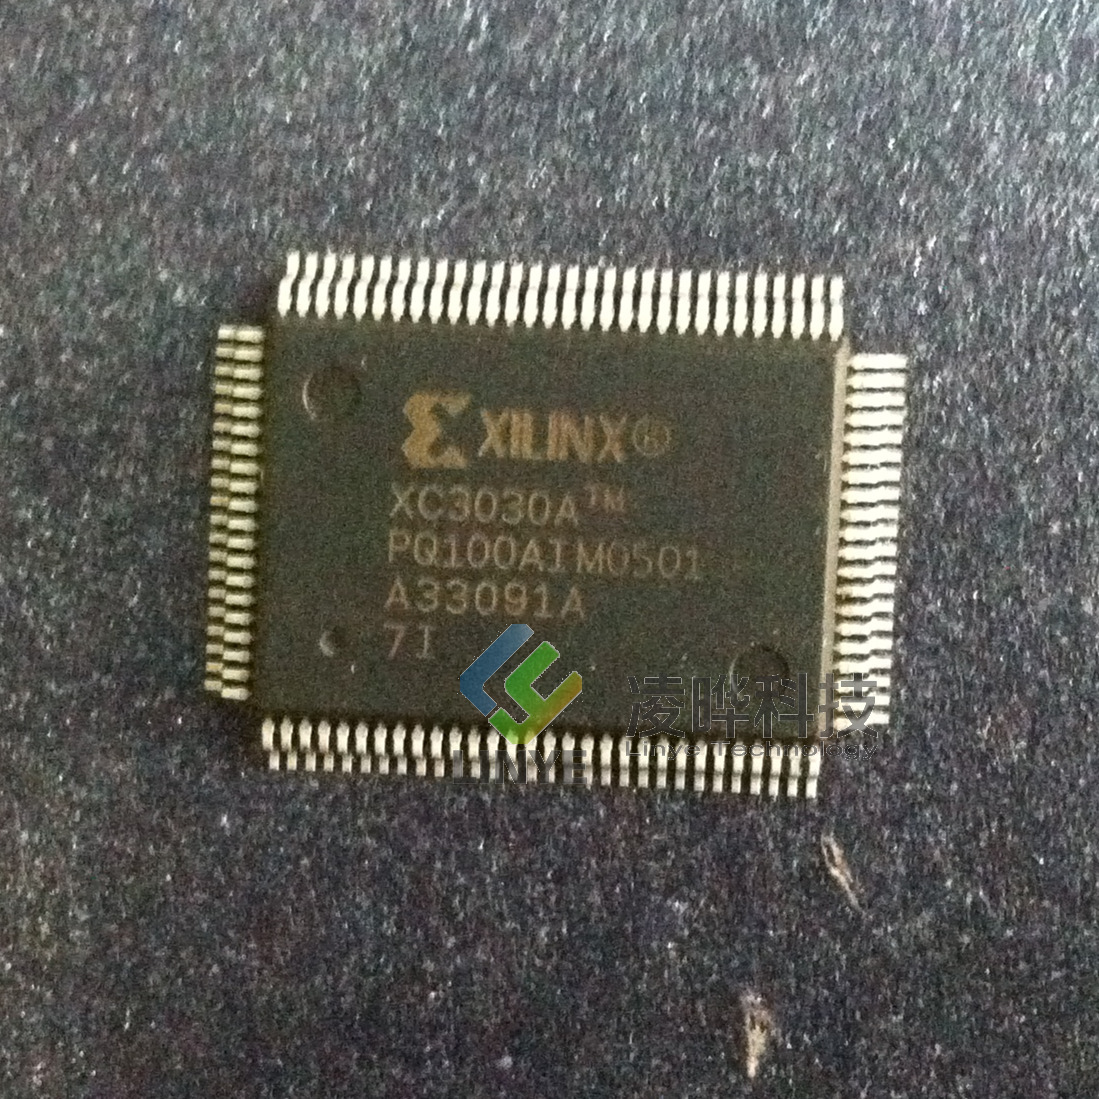 XILINX®
XC3030A™
PQ100AIM0501
A33091A
7I
凌晔科技
Linye Technology
LINYE